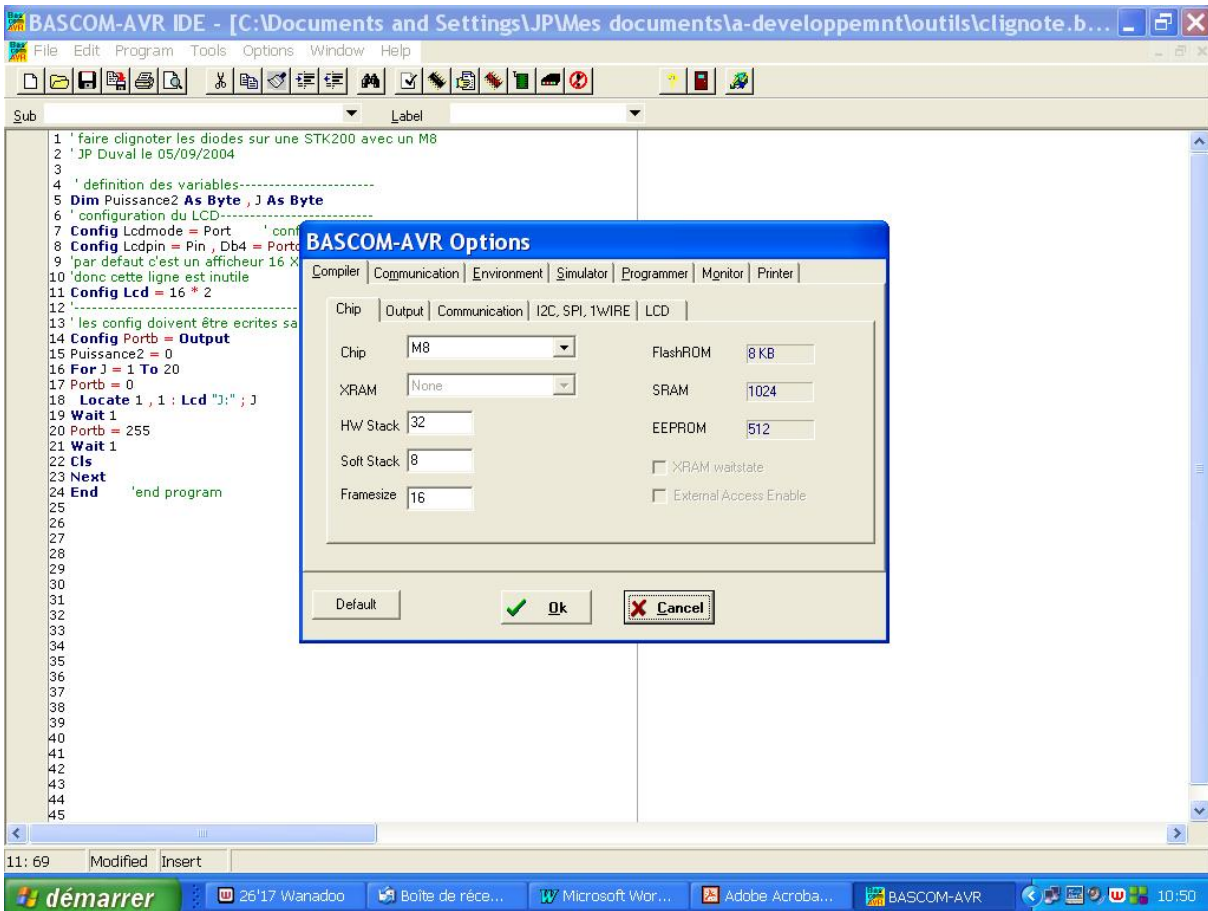 BASCOM-AVR IDE - [C:\Documents and Settings\JP\Mes documents\a-developpemnt\outils\clignote.b...
File Edit Program Tools Options Window Help
Sub Label
1 ' faire clignoter les diodes sur une STK200 avec un M8
2 ' JP Duval le 05/09/2004
3
4 ' definition des variables-----------------------
5 Dim Puissance2 As Byte , J As Byte
6 ' configuration du LCD--------------------------
7 Config Lcdmode = Port ' conf
8 Config Lcdpin = Pin , Db4 = Portc
9 'par defaut c'est un afficheur 16 X
10 'donc cette ligne est inutile
11 Config Lcd = 16 * 2
12 '--------------------------------------
13 ' les config doivent être ecrites sa
14 Config Portb = Output
15 Puissance2 = 0
16 For J = 1 To 20
17 Portb = 0
18 Locate 1 , 1 : Lcd "J:" ; J
19 Wait 1
20 Portb = 255
21 Wait 1
22 Cls
23 Next
24 End 'end program
25
26
27
28
29
30
31
32
33
34
35
36
37
38
39
40
41
42
43
44
45
BASCOM-AVR Options
Compiler Communication Environment Simulator Programmer Monitor Printer
Chip Output Communication I2C, SPI, 1WIRE LCD
Chip M8 FlashROM 8 KB
XRAM None SRAM 1024
HW Stack 32 EEPROM 512
Soft Stack 8 XRAM waitstate
Framesize 16 External Access Enable
Default Ok Cancel
11: 69 Modified Insert
démarrer 26'17 Wanadoo Boîte de réce... Microsoft Wor... Adobe Acroba... BASCOM-AVR 10:50